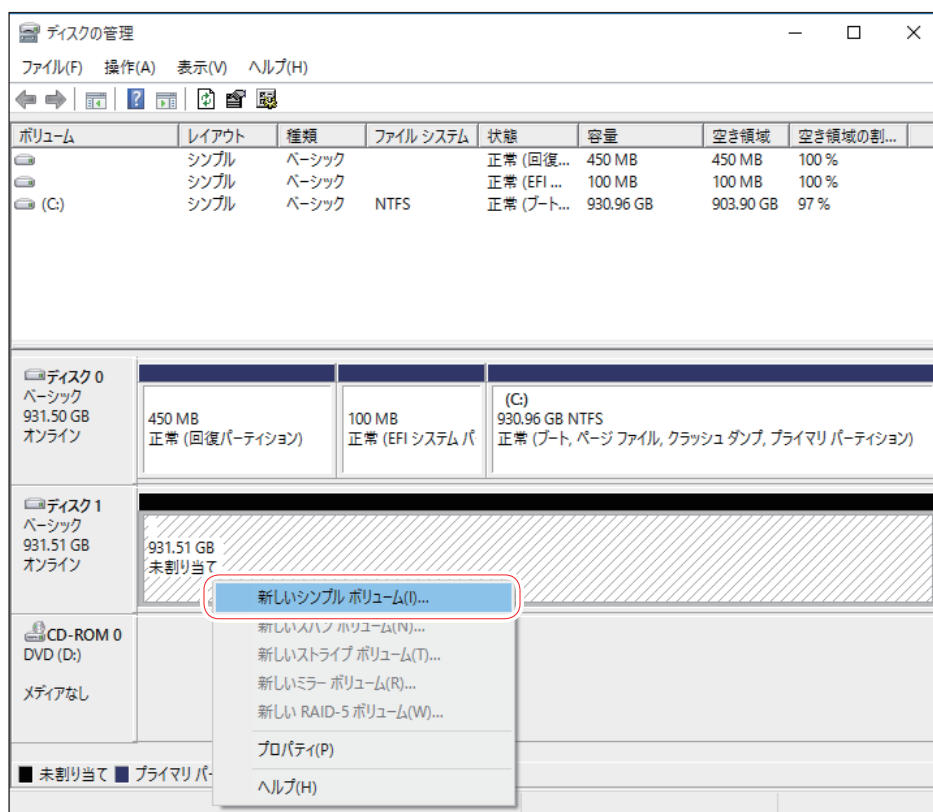 ディスクの管理
ファイル(F) 操作(A) 表示(V) ヘルプ(H)
ボリューム レイアウト 種類 ファイル システム 状態 容量 空き領域 空き領域の割...
シンプル ベーシック 正常 (回復... 450 MB 450 MB 100 %
シンプル ベーシック 正常 (EFI ... 100 MB 100 MB 100 %
(C:) シンプル ベーシック NTFS 正常 (ブート... 930.96 GB 903.90 GB 97 %
ディスク 0
ベーシック
931.50 GB
オンライン
450 MB
正常 (回復パーティション)
100 MB
正常 (EFI システム パ
(C:)
930.96 GB NTFS
正常 (ブート, ページ ファイル, クラッシュ ダンプ, プライマリ パーティション)
ディスク 1
ベーシック
931.51 GB
オンライン
931.51 GB
未割り当て
新しいシンプル ボリューム(I)...
新しいスパン ボリューム(N)...
新しいストライプ ボリューム(T)...
新しいミラー ボリューム(R)...
新しい RAID-5 ボリューム(W)...
プロパティ(P)
ヘルプ(H)
CD-ROM 0
DVD (D:)
メディアなし
未割り当て プライマリ パー